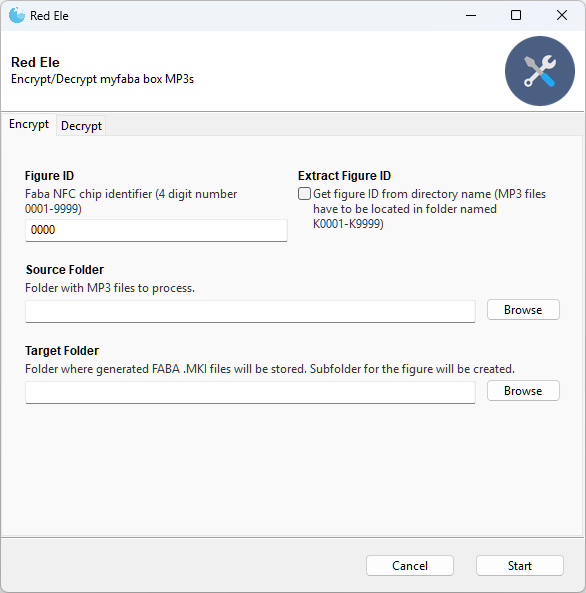 Red Ele
Red Ele
Encrypt/Decrypt myfaba box MP3s
Encrypt
Decrypt
Figure ID
Faba NFC chip identifier (4 digit number
0001-9999)
0000
Extract Figure ID
Get figure ID from directory name (MP3 files
have to be located in folder named
K0001-K9999)
Source Folder
Folder with MP3 files to process.
Browse
Target Folder
Folder where generated FABA .MKI files will be stored. Subfolder for the figure will be created.
Browse
Cancel
Start